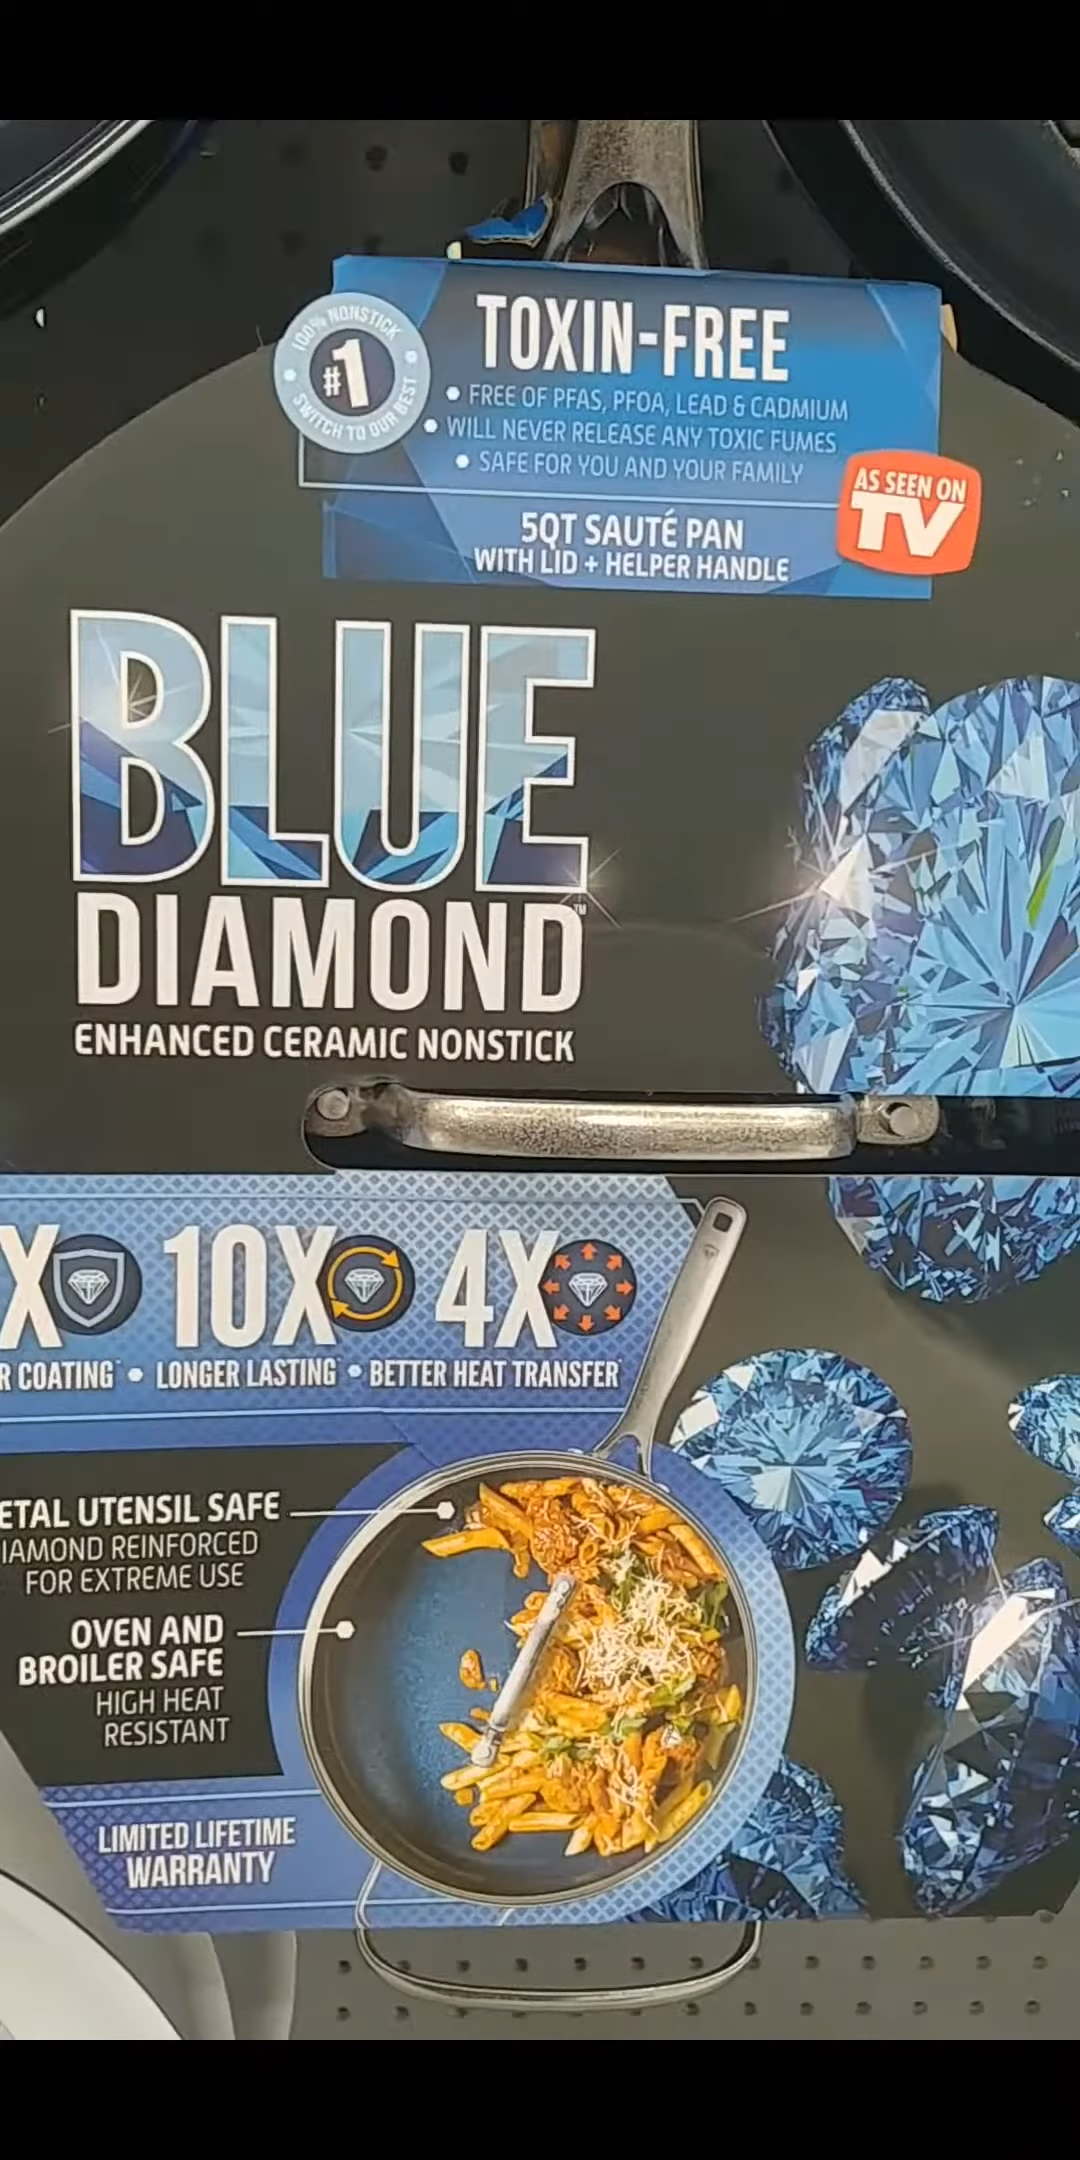 100% NONSTICK
#1
SWITCH TO OUR BEST
TOXIN-FREE
• FREE OF PFAS, PFOA, LEAD & CADMIUM
• WILL NEVER RELEASE ANY TOXIC FUMES
• SAFE FOR YOU AND YOUR FAMILY
AS SEEN ON
TV
5QT SAUTÉ PAN
WITH LID + HELPER HANDLE
BLUE
DIAMOND™
ENHANCED CERAMIC NONSTICK
X 10X 4X
R COATING • LONGER LASTING • BETTER HEAT TRANSFER
ETAL UTENSIL SAFE
IAMOND REINFORCED
FOR EXTREME USE
OVEN AND
BROILER SAFE
HIGH HEAT
RESISTANT
LIMITED LIFETIME
WARRANTY